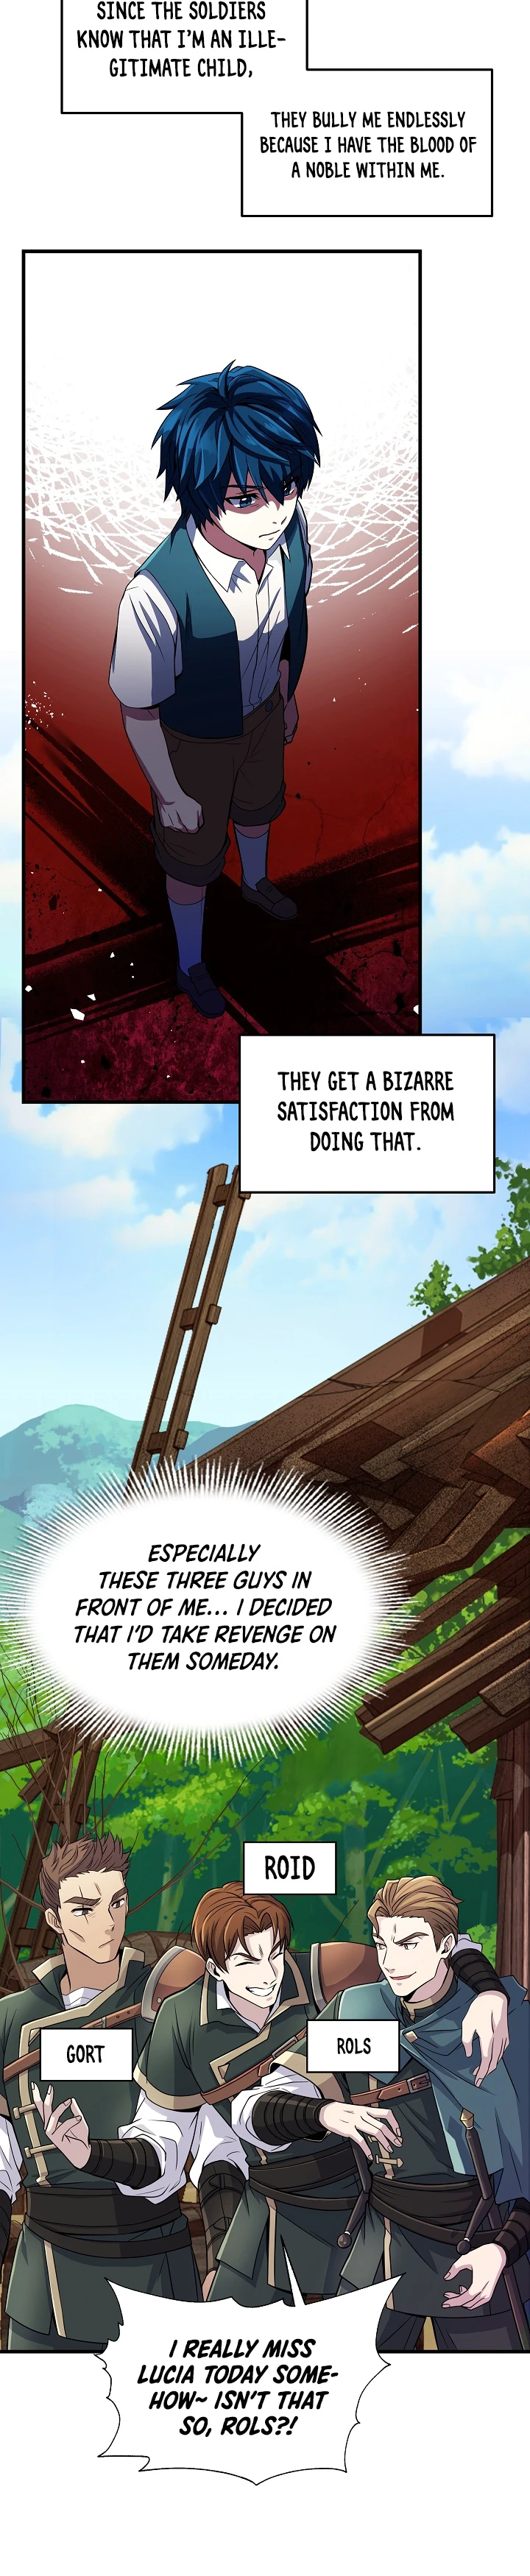 SINCE THE SOLDIERS
KNOW THAT I'M AN ILLE-
GITIMATE CHILD,
THEY BULLY ME ENDLESSLY
BECAUSE I HAVE THE BLOOD OF
A NOBLE WITHIN ME.
THEY GET A BIZARRE
SATISFACTION FROM
DOING THAT.
ESPECIALLY
THESE THREE GUYS IN
FRONT OF ME... I DECIDED
THAT I'D TAKE REVENGE ON
THEM SOMEDAY.
ROID
GORT
ROLS
I REALLY MISS
LUCIA TODAY SOME-
HOW~ ISN'T THAT
SO, ROLS?!